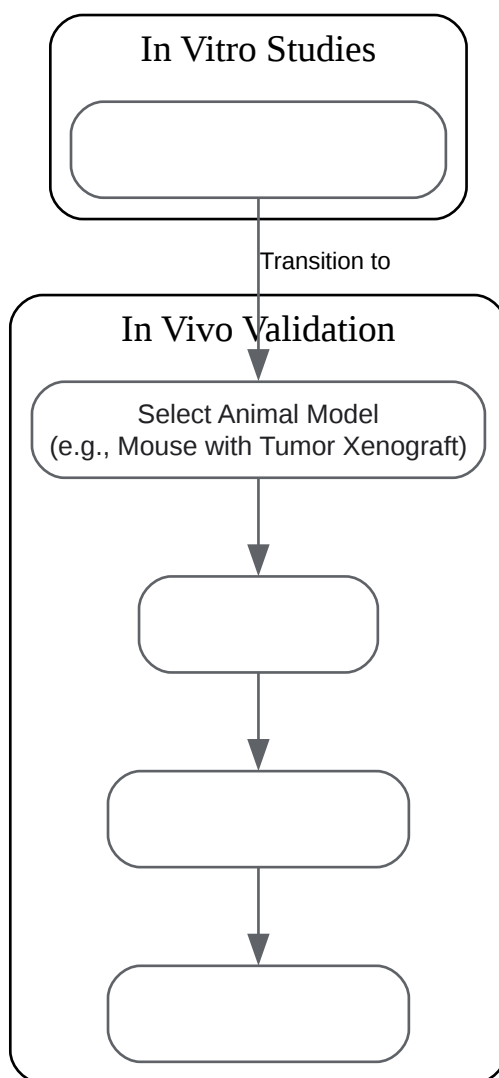 In Vitro Studies
Transition to
In Vivo Validation
Select Animal Model
(e.g., Mouse with Tumor Xenograft)